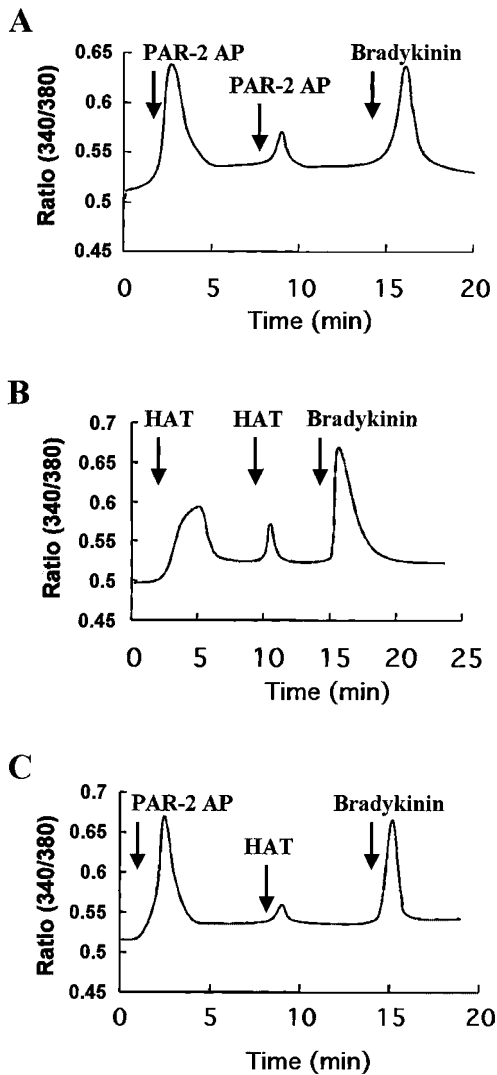 A
PAR-2 AP
Bradykinin
PAR-2 AP
Ratio (340/380)
0.65
0.6
0.55
0.5
0.45
0 5 10 15 20
Time (min)
B
HAT HAT Bradykinin
Ratio (340/380)
0.7
0.65
0.6
0.55
0.5
0.45
0 5 10 15 20 25
Time (min)
C
PAR-2 AP Bradykinin
HAT
Ratio (340/380)
0.7
0.65
0.6
0.55
0.5
0.45
0 5 10 15 20
Time (min)